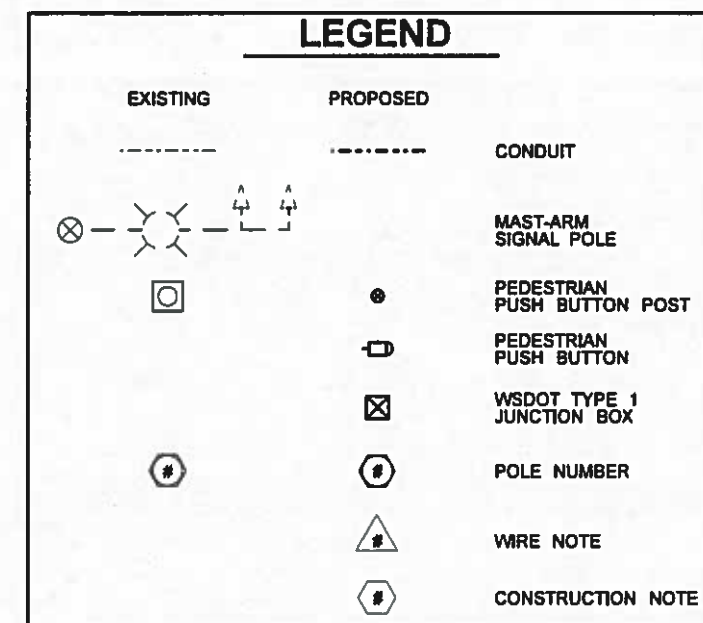 LEGEND
EXISTING PROPOSED
CONDUIT
MAST-ARM
SIGNAL POLE
PEDESTRIAN
PUSH BUTTON POST
PEDESTRIAN
PUSH BUTTON
WSDOT TYPE 1
JUNCTION BOX
# # POLE NUMBER
# WIRE NOTE
# CONSTRUCTION NOTE